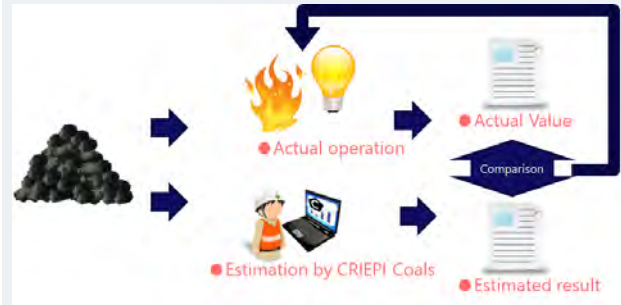 ● Actual operation
● Actual Value
Comparison
● Estimation by CRIEPI Coals
● Estimated result